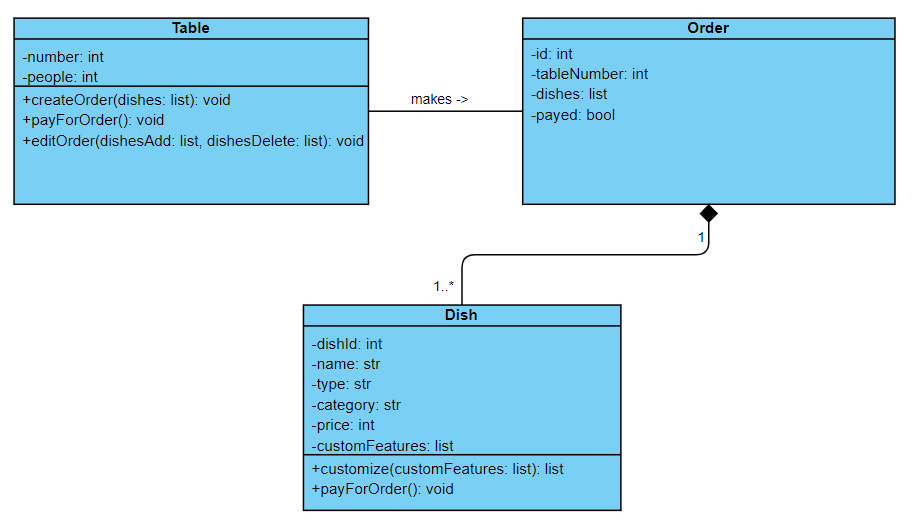 Table
-number: int
-people: int
+createOrder(dishes: list): void
+payForOrder(): void
+editOrder(dishesAdd: list, dishesDelete: list): void
makes ->
Order
-id: int
-tableNumber: int
-dishes: list
-payed: bool
1
1..*
Dish
-dishId: int
-name: str
-type: str
-category: str
-price: int
-customFeatures: list
+customize(customFeatures: list): list
+payForOrder(): void